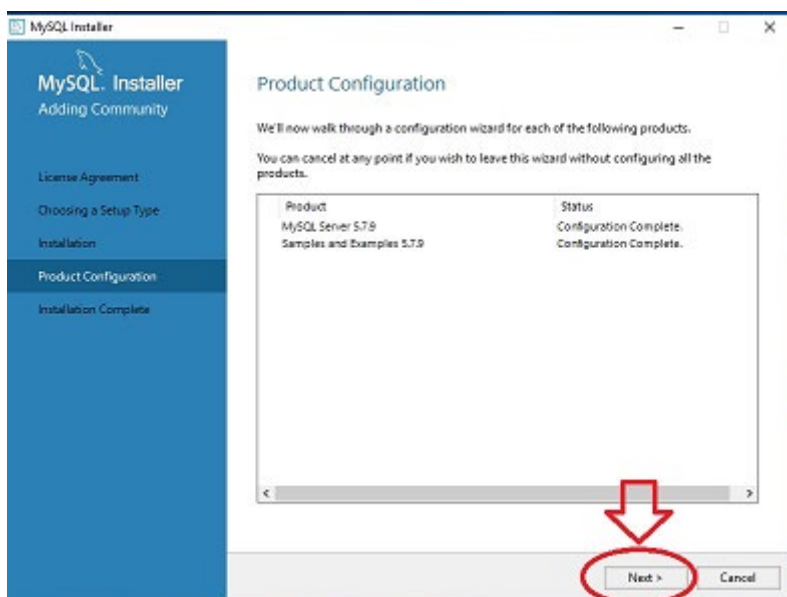 MySQL Installer
MySQL. Installer
Adding Community
License Agreement
Choosing a Setup Type
Installation
Product Configuration
Installation Complete
Product Configuration
We'll now walk through a configuration wizard for each of the following products.
You can cancel at any point if you wish to leave this wizard without configuring all the
products.
Product Status
MySQL Server 5.7.9 Configuration Complete.
Samples and Examples 5.7.9 Configuration Complete.
Next > Cancel